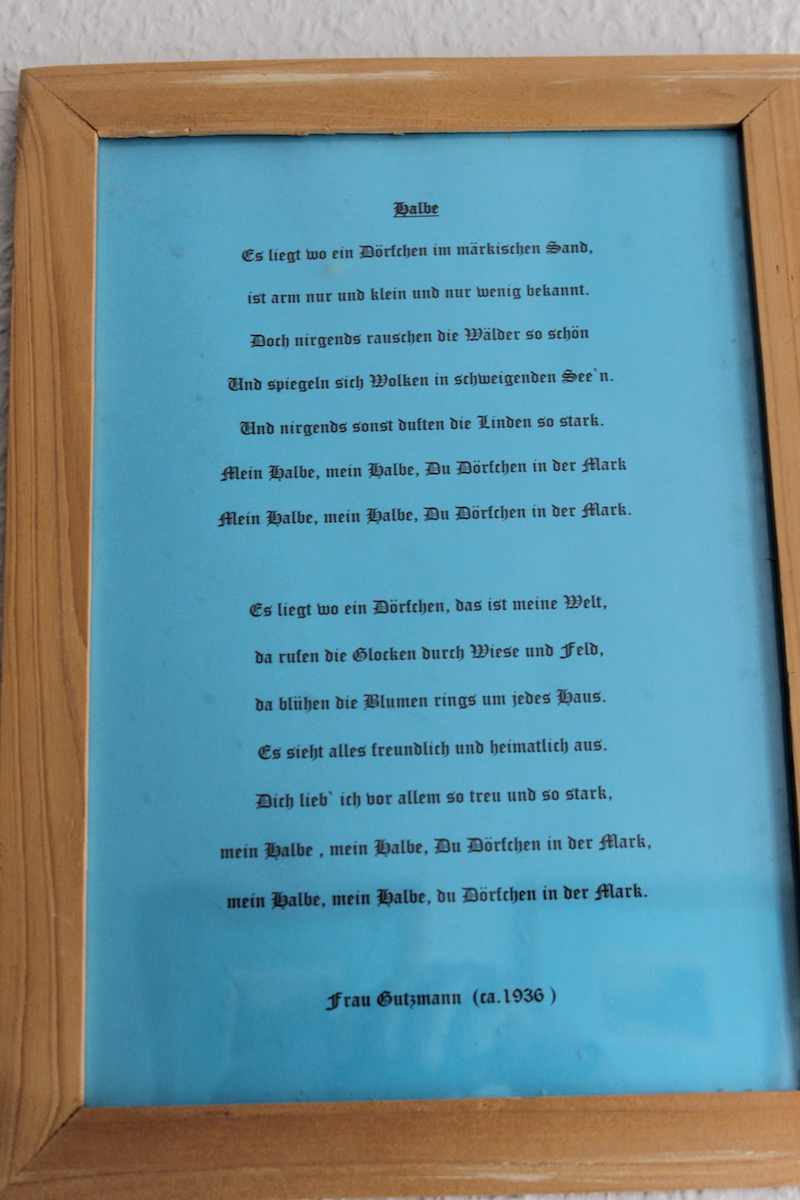 Halbe
Es liegt wo ein Dörfchen im märkischen Sand,
ist arm nur und klein und nur wenig bekannt.
Doch nirgends rauschen die Wälder so schön
Und spiegeln sich Wolken in schweigenden See`n.
Und nirgends sonst duften die Linden so stark.
Mein Halbe, mein Halbe, Du Dörfchen in der Mark
Mein Halbe, mein Halbe, Du Dörfchen in der Mark.
Es liegt wo ein Dörfchen, das ist meine Welt,
da rufen die Glocken durch Wiese und Feld,
da blühen die Blumen rings um jedes Haus.
Es sieht alles freundlich und heimatlich aus.
Dich lieb` ich vor allem so treu und so stark,
mein Halbe , mein Halbe, Du Dörfchen in der Mark,
mein Halbe, mein Halbe, du Dörfchen in der Mark.
Frau Gutzmann (ca.1936 )